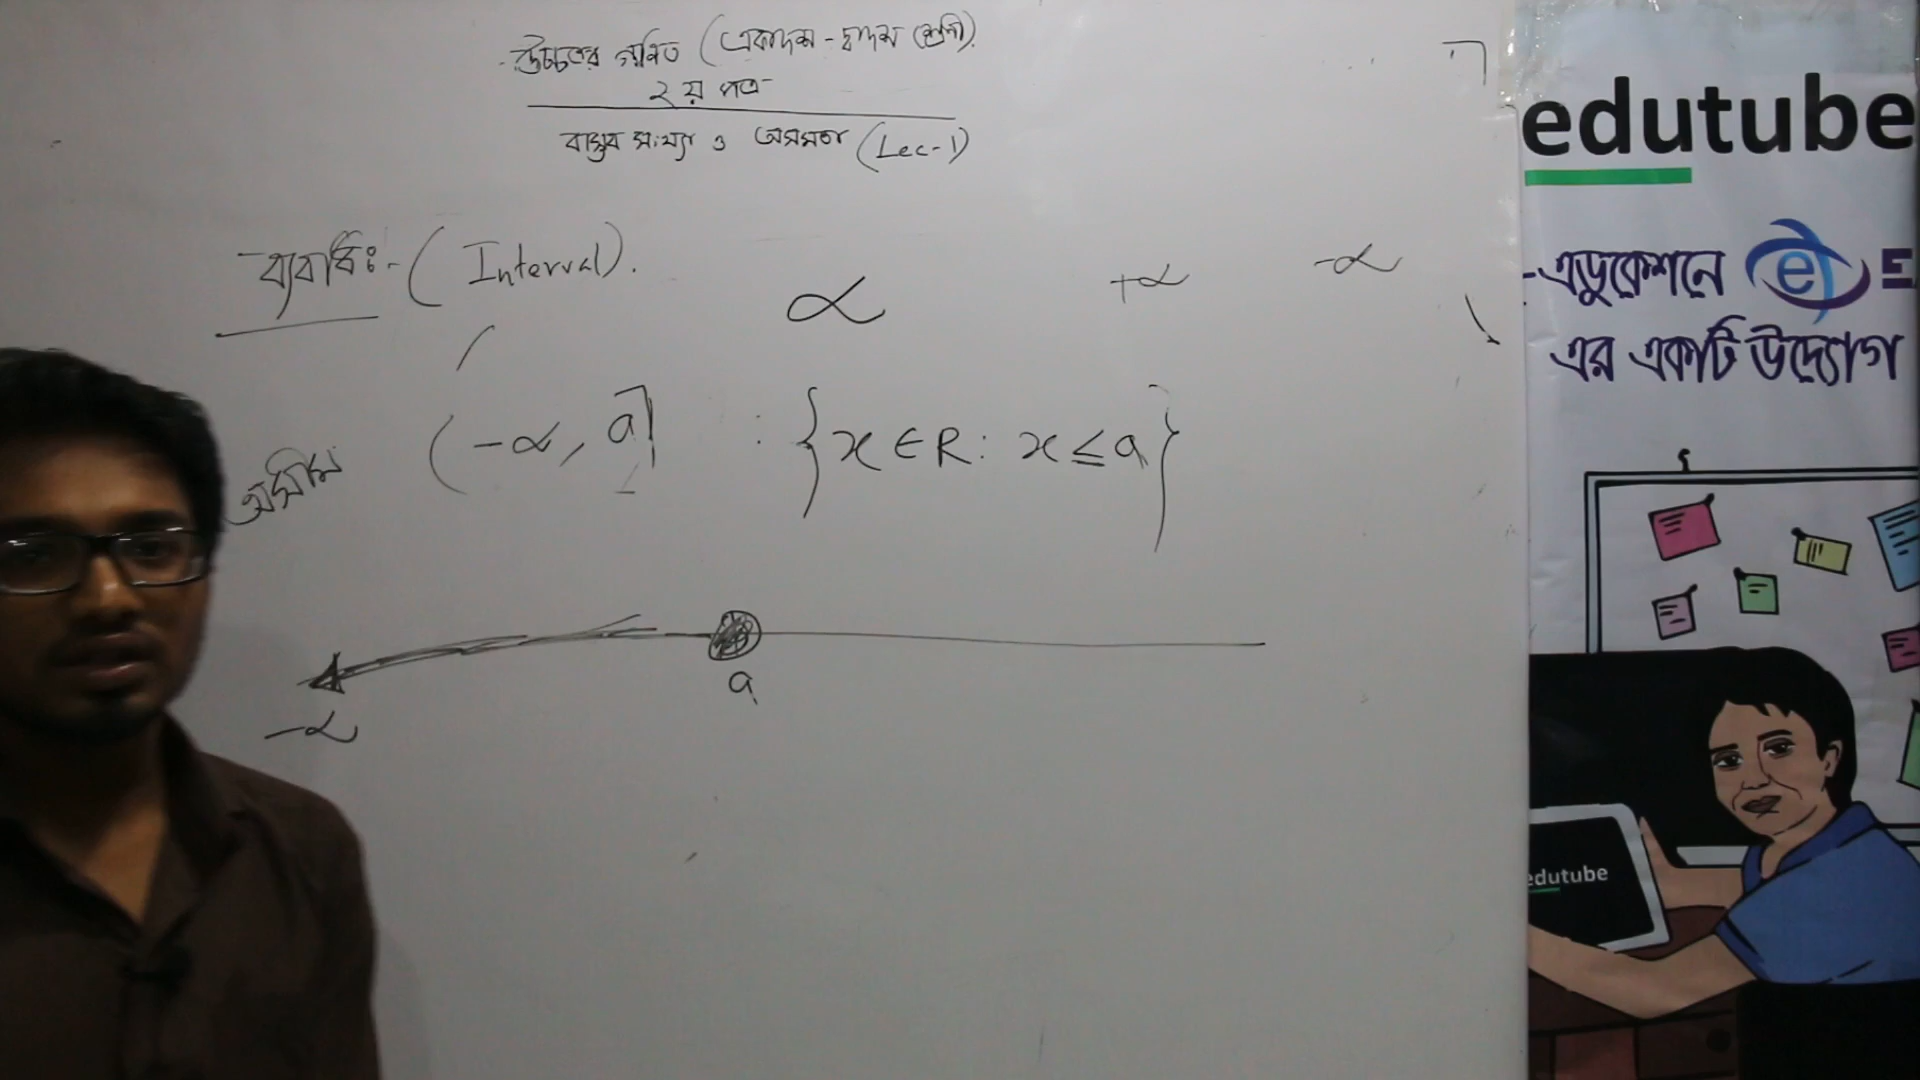 উচ্চতর গণিত (একাদশ - দ্বাদশ শ্রেণী).
২য় পত্র
বাস্তব সংখ্যা ও অসমতা (Lec-1)
ব্যবধিঃ- (Interval).
∝ +∝ -∝
অসীম (-∝, a] : {x ∈ R: x ≤ a}
a
-∝
edutube
-এডুকেশনে e
এর একটি উদ্যোগ
edutube